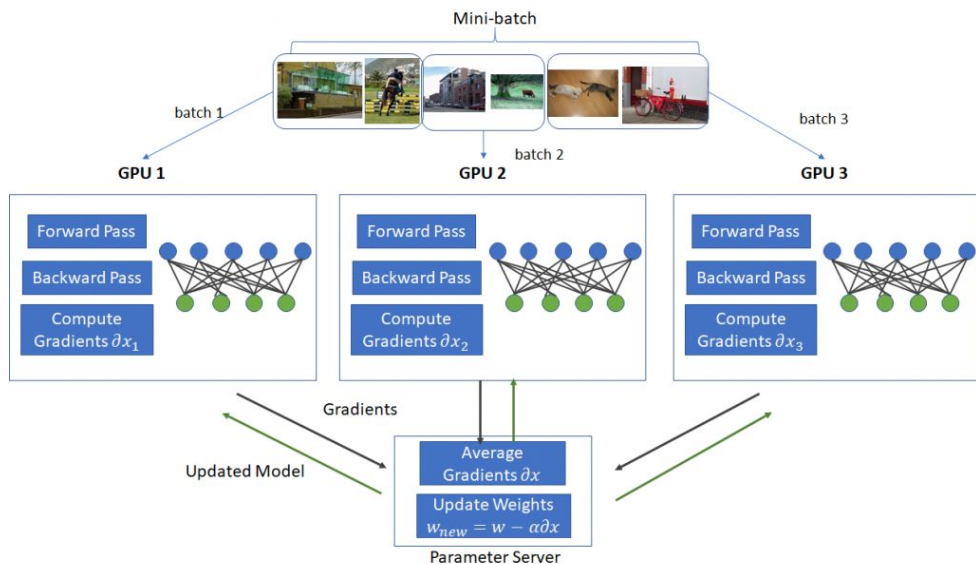 Mini-batch
batch 1
batch 2
batch 3
GPU 1
GPU 2
GPU 3
Forward Pass
Backward Pass
Compute
Gradients ∂x₁
Forward Pass
Backward Pass
Compute
Gradients ∂x₂
Forward Pass
Backward Pass
Compute
Gradients ∂x₃
Gradients
Updated Model
Average
Gradients ∂x
Update Weights
w_new = w − α∂x
Parameter Server